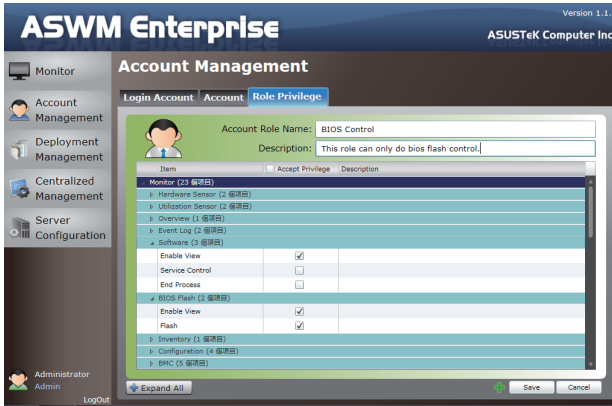 ASWM Enterprise
Version 1.1.
ASUSTeK Computer Inc
Monitor
Account Management
Deployment Management
Centralized Management
Server Configuration
Account Management
Login Account Account Role Privilege
Account Role Name: BIOS Control
Description: This role can only do bios flash control.
Item Accept Privilege Description
Monitor (23 個項目)
Hardware Sensor (2 個項目)
Utilization Sensor (2 個項目)
Overview (1 個項目)
Event Log (2 個項目)
Software (3 個項目)
Enable View
Service Control
End Process
BIOS Flash (2 個項目)
Enable View
Flash
Inventory (1 個項目)
Configuration (4 個項目)
BMC (5 個項目)
Administrator
Admin
LogOut
Expand All
Save Cancel